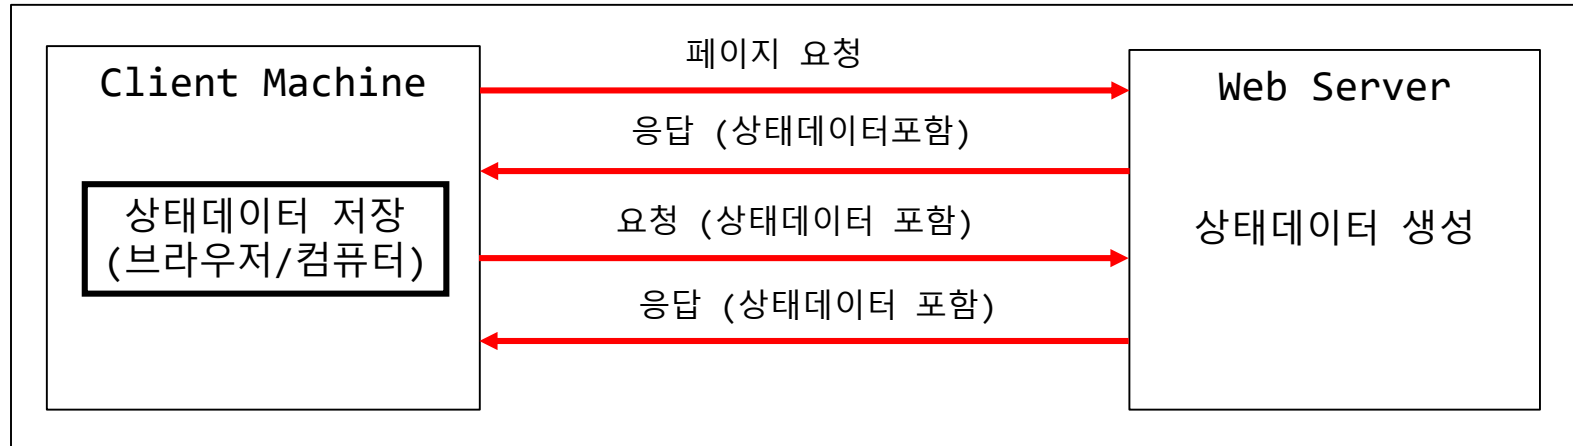 Client Machine
상태데이터 저장
(브라우저/컴퓨터)
페이지 요청
응답 (상태데이터포함)
요청 (상태데이터 포함)
응답 (상태데이터 포함)
Web Server
상태데이터 생성